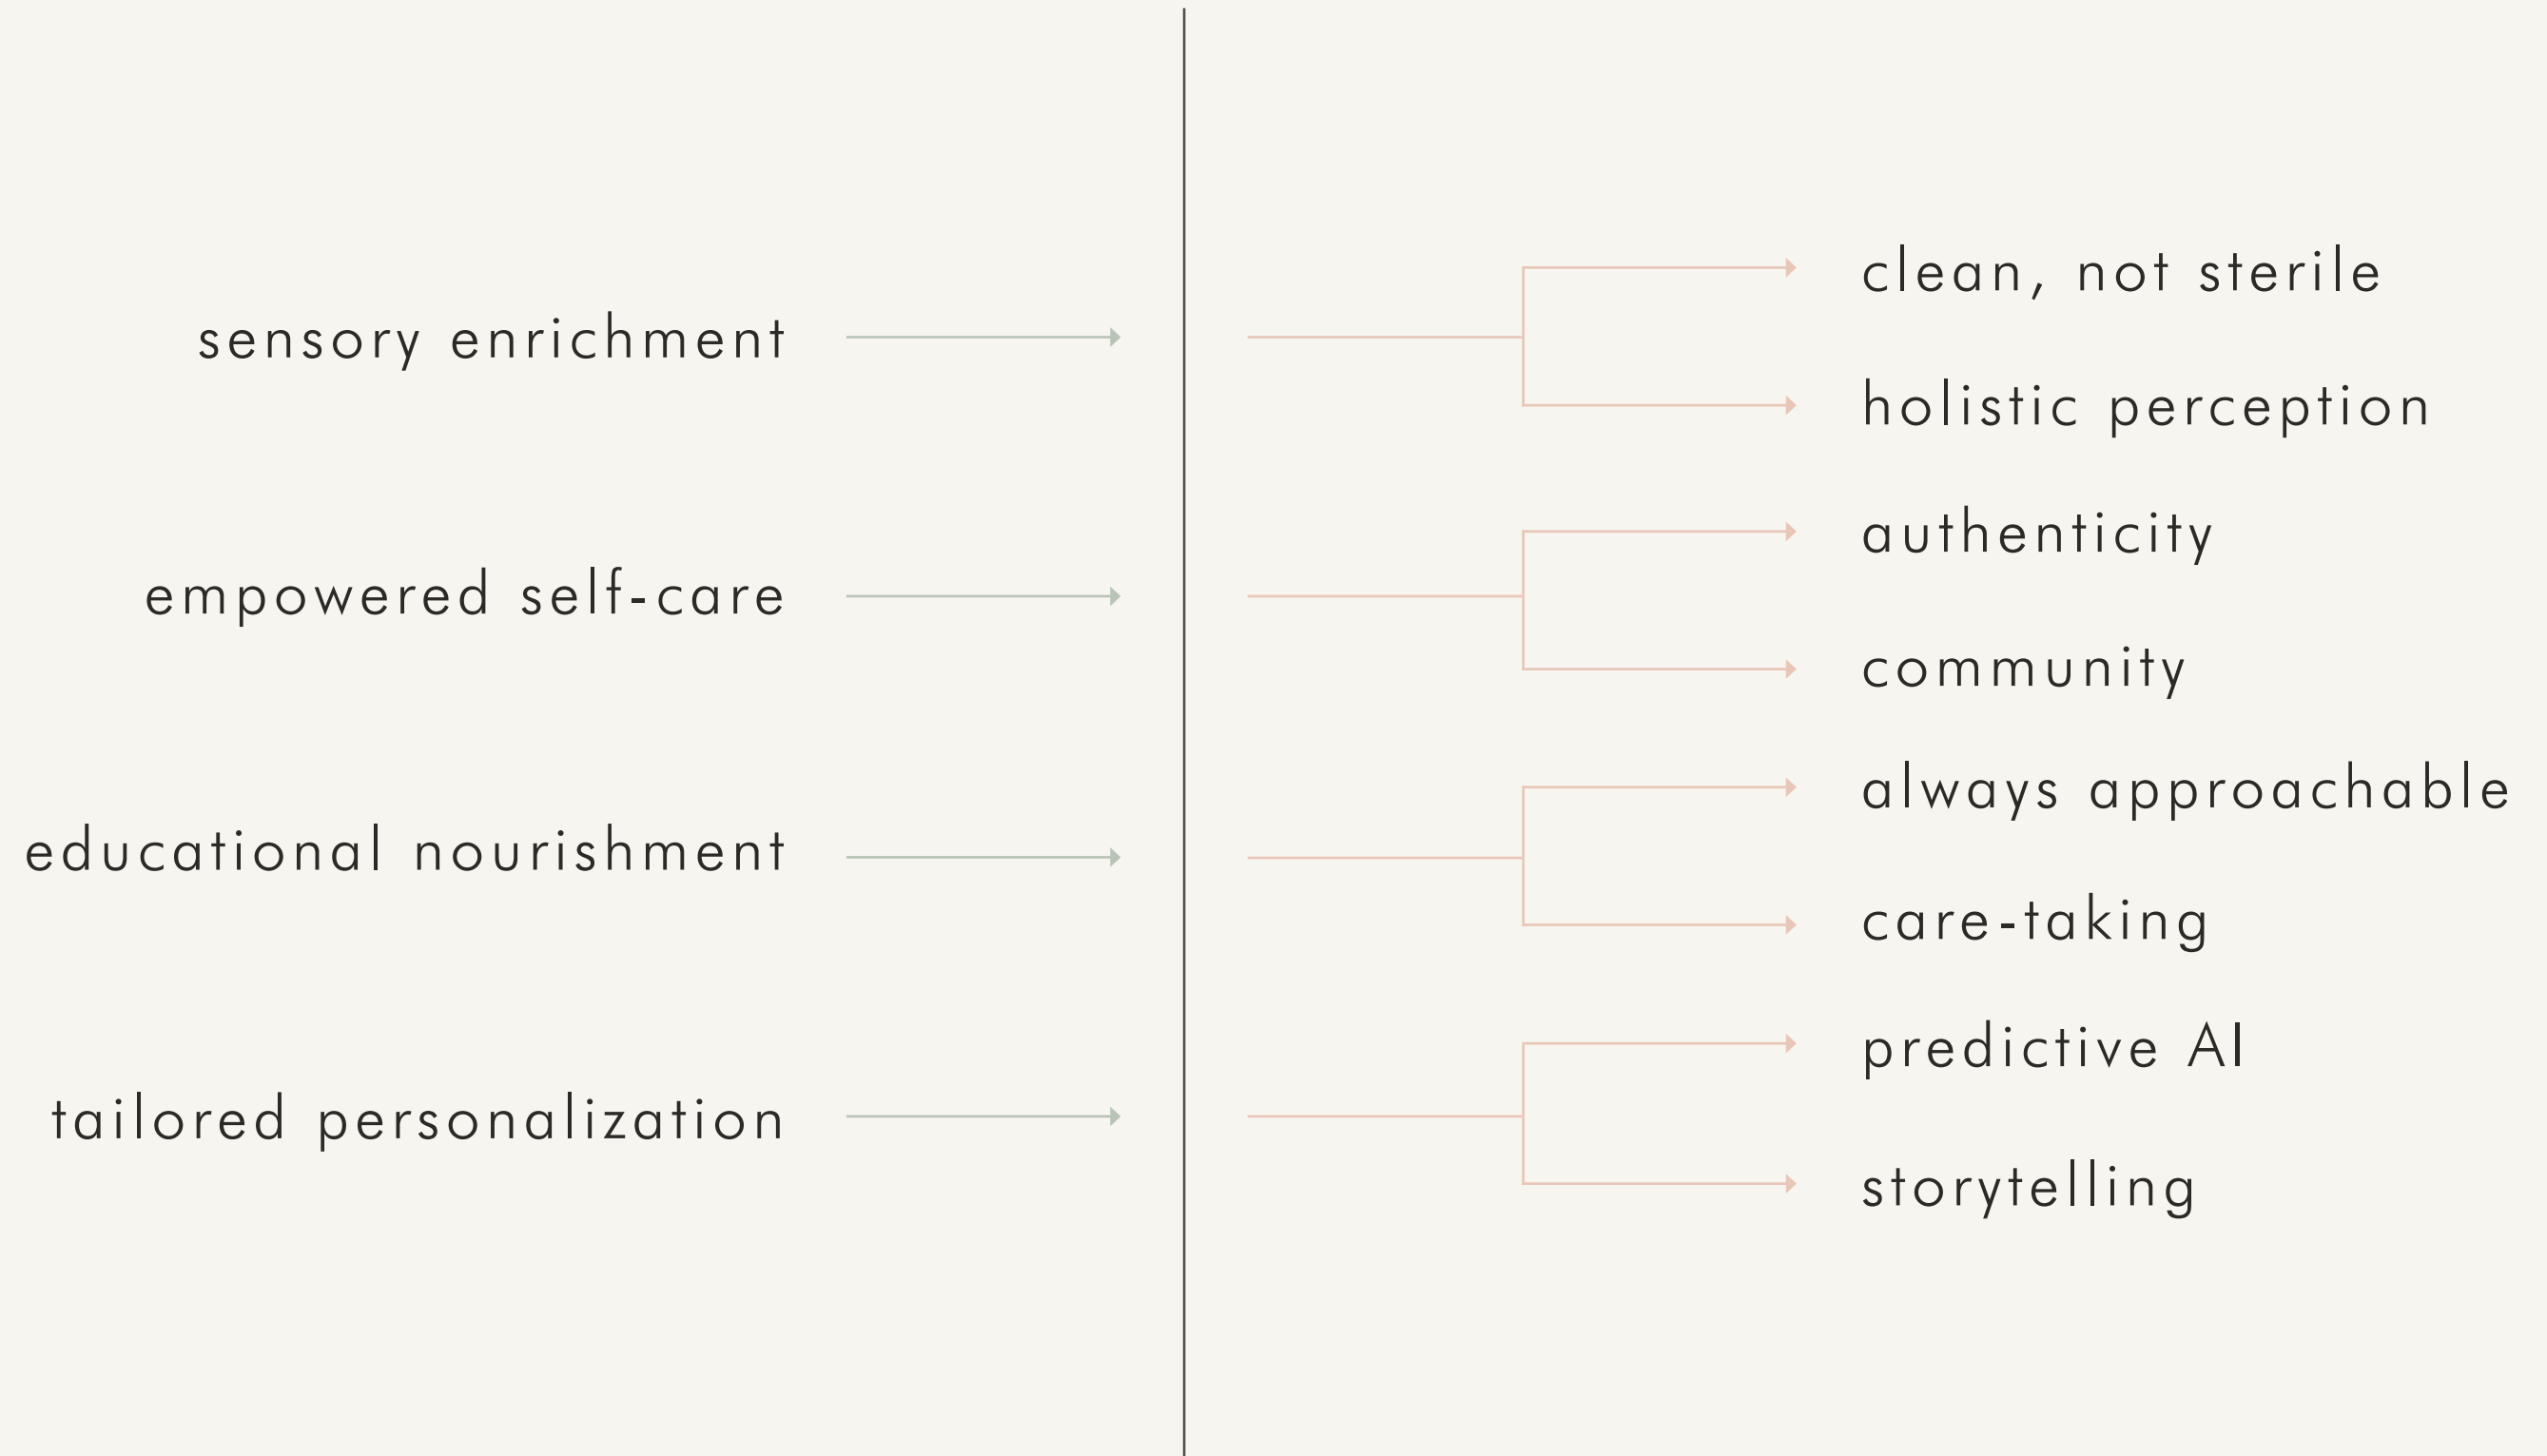 sensory enrichment
clean, not sterile
holistic perception
empowered self-care
authenticity
community
educational nourishment
always approachable
care-taking
tailored personalization
predictive AI
storytelling